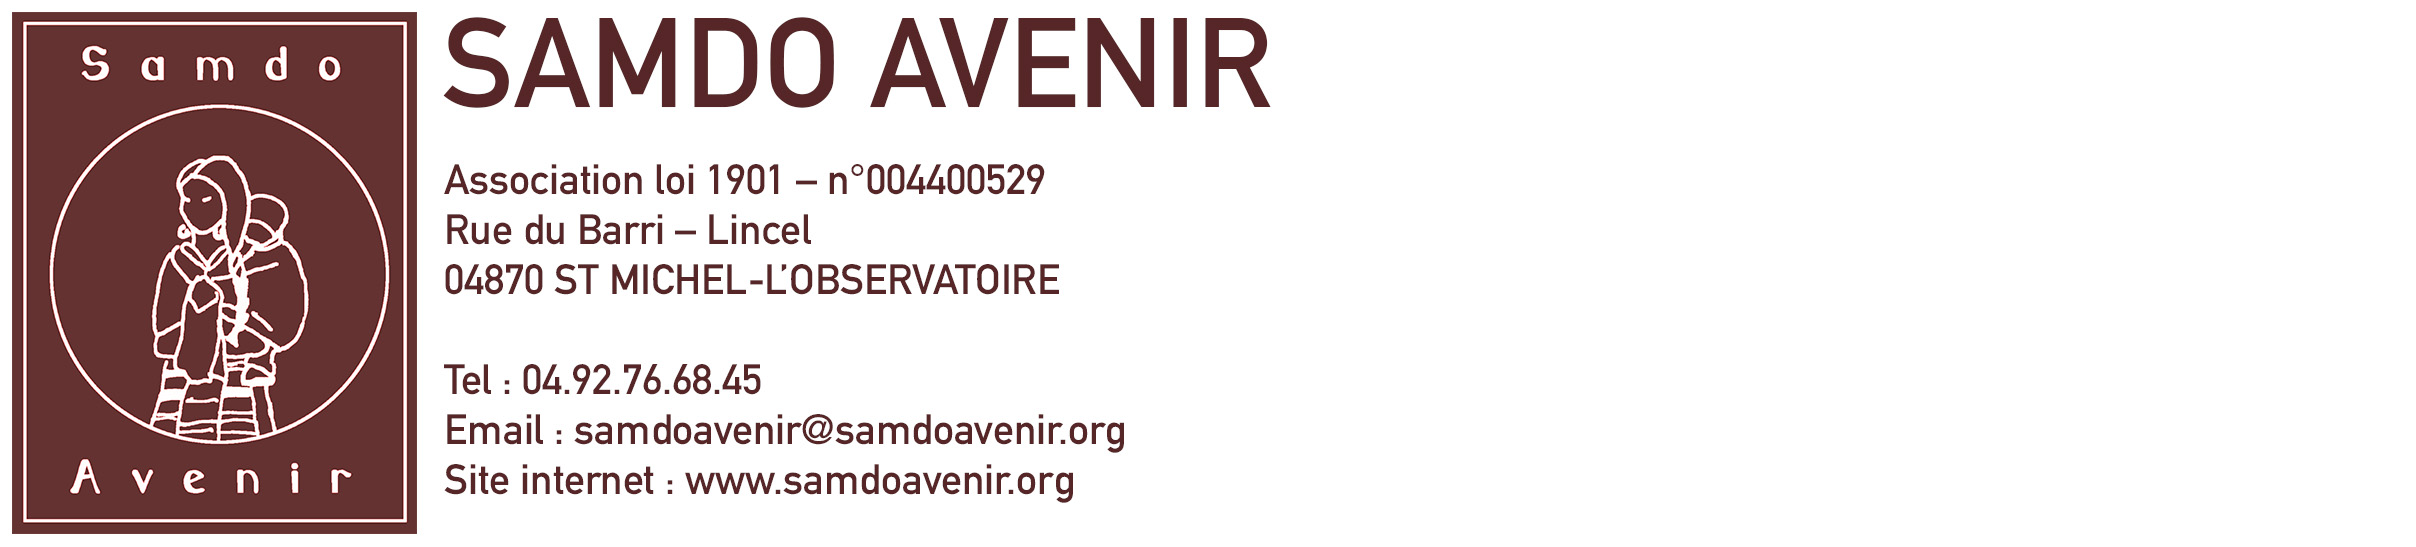 Samdo
Avenir
SAMDO AVENIR
Association loi 1901 – n°004400529
Rue du Barri – Lincel
04870 ST MICHEL-L’OBSERVATOIRE
Tel : 04.92.76.68.45
Email : samdoavenir@samdoavenir.org
Site internet : www.samdoavenir.org